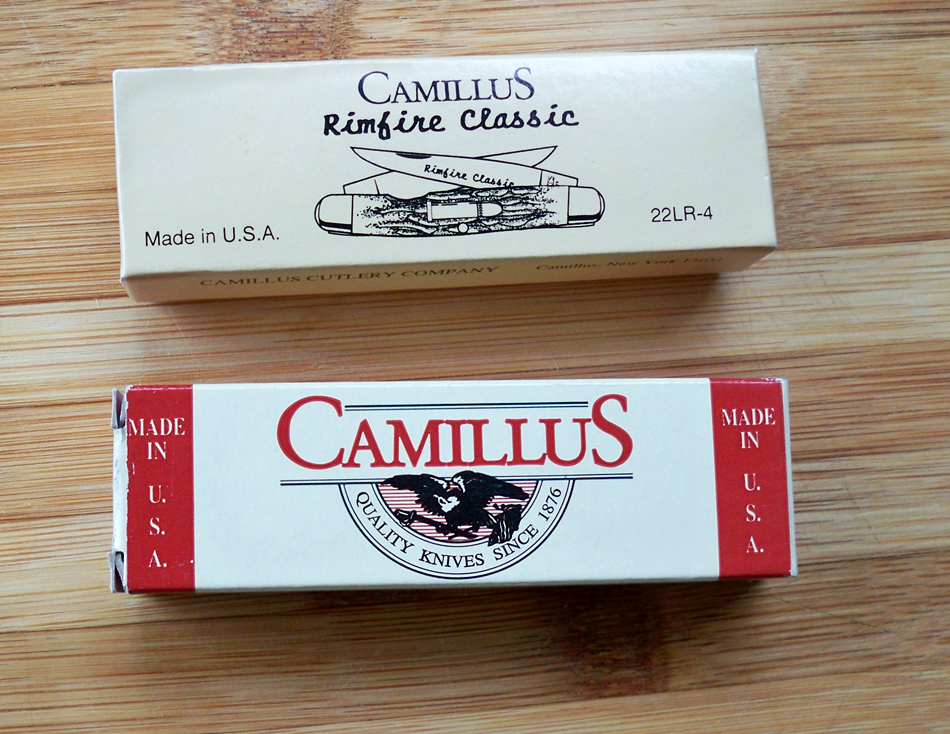 CAMILLUS
Rimfire Classic
Rimfire Classic
Made in U.S.A.
22LR-4
CAMILLUS CUTLERY COMPANY
Camillus, New York 13031
MADE
IN
U.
S.
A.
CAMILLUS
QUALITY KNIVES SINCE 1876
MADE
IN
U.
S.
A.